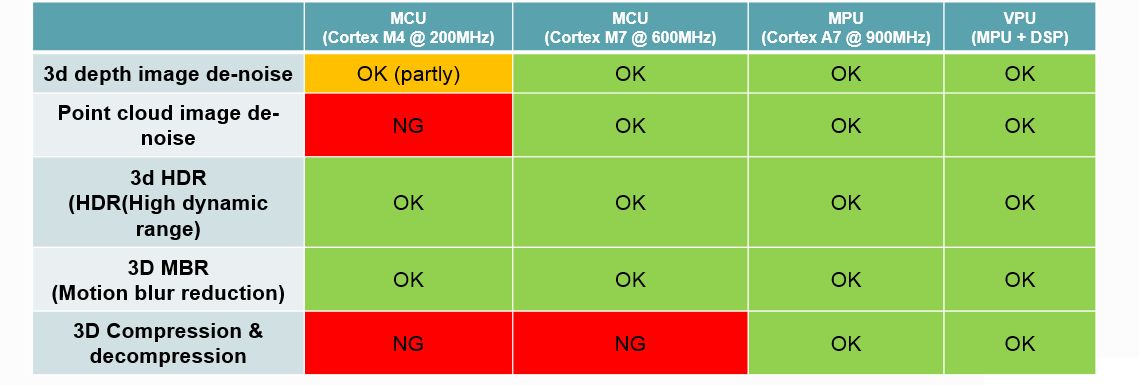 MCU
(Cortex M4 @ 200MHz)
MCU
(Cortex M7 @ 600MHz)
MPU
(Cortex A7 @ 900MHz)
VPU
(MPU + DSP)
3d depth image de-noise
OK (partly)
OK
OK
OK
Point cloud image de-
noise
NG
OK
OK
OK
3d HDR
(HDR(High dynamic
range)
OK
OK
OK
OK
3D MBR
(Motion blur reduction)
OK
OK
OK
OK
3D Compression &
decompression
NG
NG
OK
OK